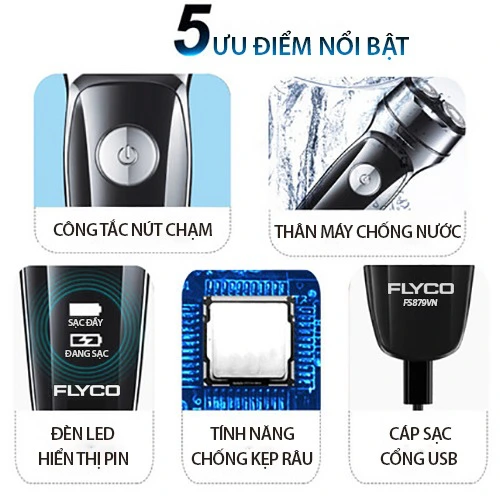 5 ƯU ĐIỂM NỔI BẬT
CÔNG TẮC NÚT CHẠM
THÂN MÁY CHỐNG NƯỚC
SẠC ĐẦY
ĐANG SẠC
FLYCO
ĐÈN LED
HIỂN THỊ PIN
TÍNH NĂNG
CHỐNG KẸP RÂU
FLYCO
FS879VN
CÁP SẠC
CỔNG USB